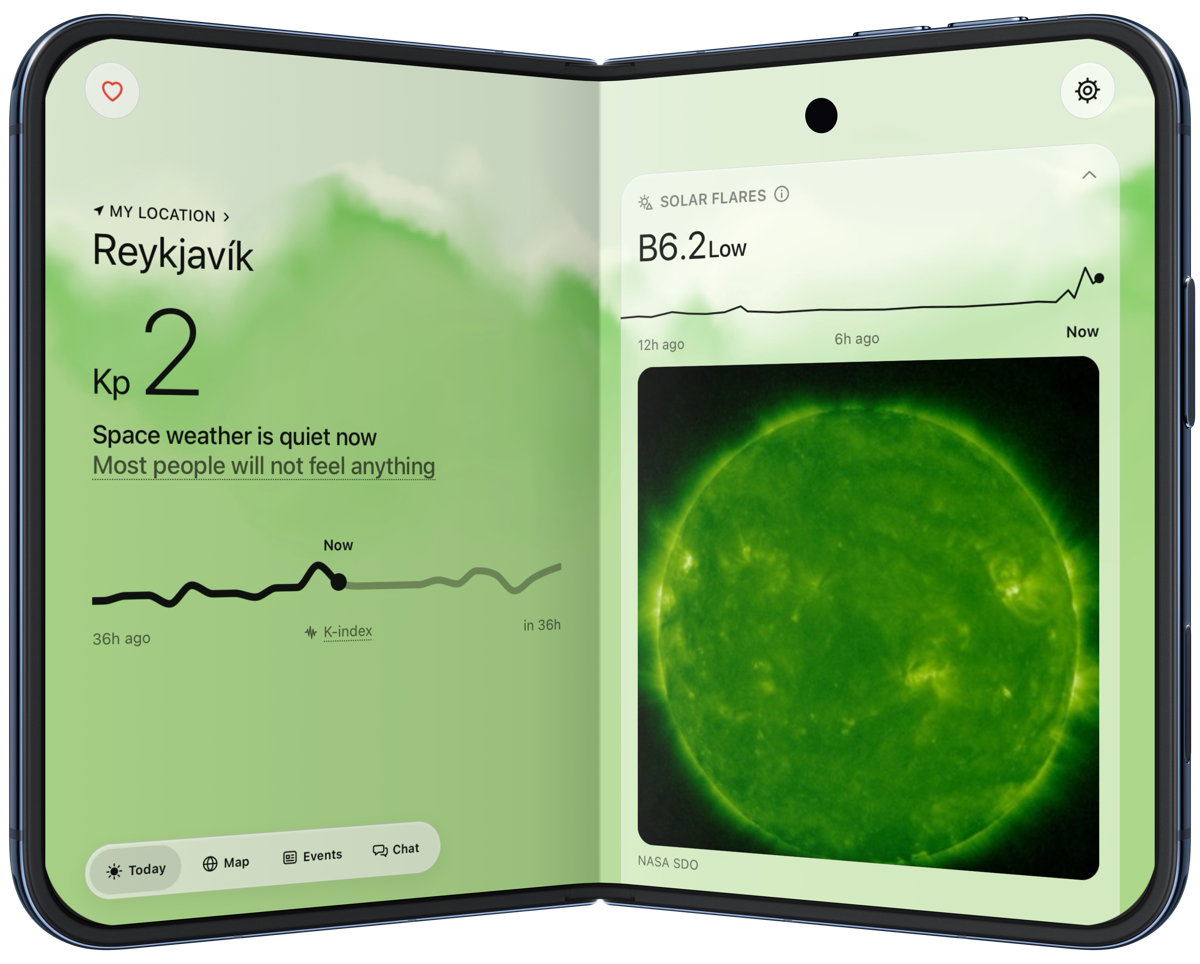 MY LOCATION
Reykjavík
Kp 2
Space weather is quiet now
Most people will not feel anything
Now
36h ago
K-index
in 36h
Today
Map
Events
Chat
SOLAR FLARES
B6.2 Low
12h ago
6h ago
Now
NASA SDO